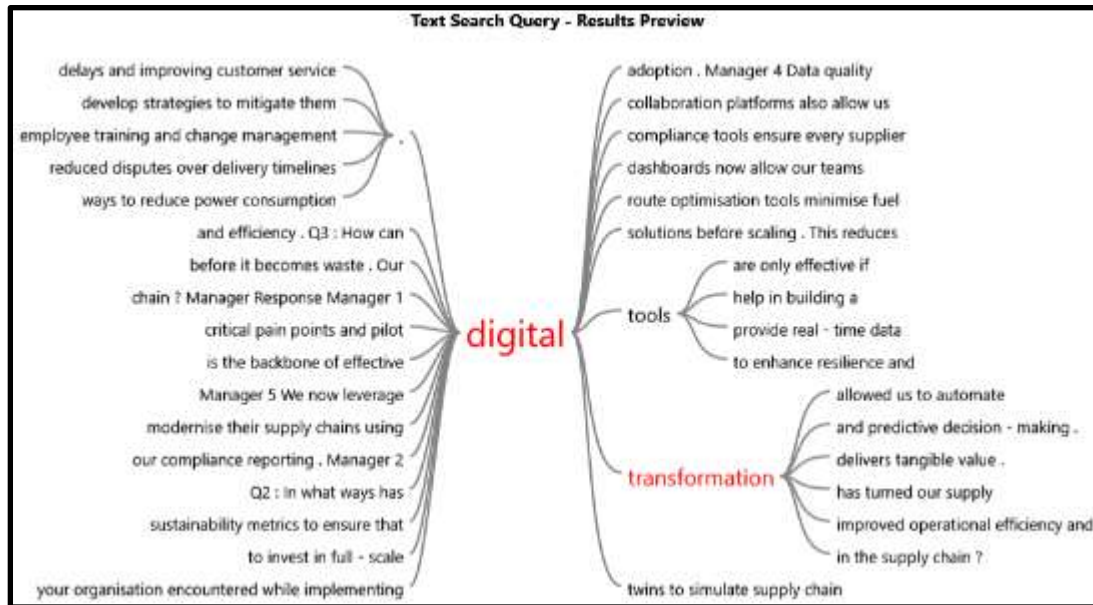 Text Search Query - Results Preview
delays and improving customer service
develop strategies to mitigate them
employee training and change management
reduced disputes over delivery timelines
ways to reduce power consumption
.
and efficiency . Q3 : How can
before it becomes waste . Our
chain ? Manager Response Manager 1
critical pain points and pilot
is the backbone of effective
Manager 5 We now leverage
modernise their supply chains using
our compliance reporting . Manager 2
Q2 : In what ways has
sustainability metrics to ensure that
to invest in full - scale
your organisation encountered while implementing
digital
adoption . Manager 4 Data quality
collaboration platforms also allow us
compliance tools ensure every supplier
dashboards now allow our teams
route optimisation tools minimise fuel
solutions before scaling . This reduces
tools
are only effective if
help in building a
provide real - time data
to enhance resilience and
transformation
allowed us to automate
and predictive decision - making .
delivers tangible value .
has turned our supply
improved operational efficiency and
in the supply chain ?
twins to simulate supply chain